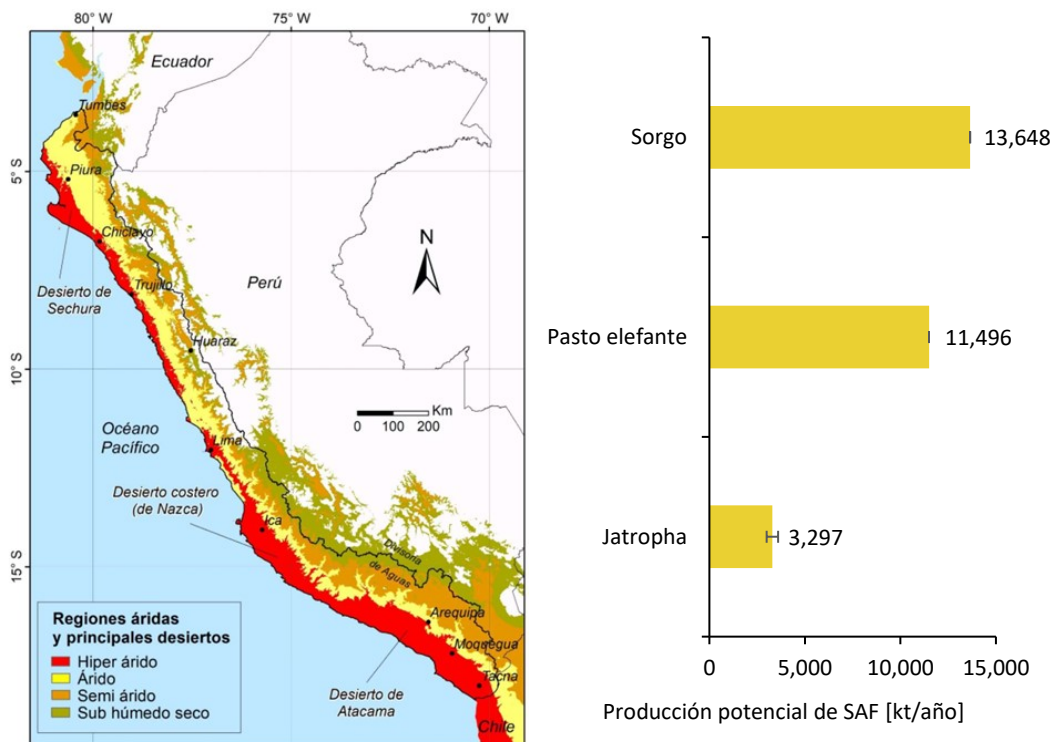 80° W
75° W
70° W
Ecuador
Tumbes
5° S
Piura
Chiclayo
Desierto de
Sechura
Trujillo
Perú
N
Huaraz
10° S
Km
0 100 200
Océano
Pacífico
Lima
Desierto costero
(de Nazca)
Ica
Divisoria
de Aguas
15° S
Arequipa
Moquegua
Tacna
Desierto de
Atacama
Chile
Regiones áridas
y principales desiertos
Hiper árido
Árido
Semi árido
Sub húmedo seco
Sorgo
13,648
Pasto elefante
11,496
Jatropha
3,297
0 5,000 10,000 15,000
Producción potencial de SAF [kt/año]